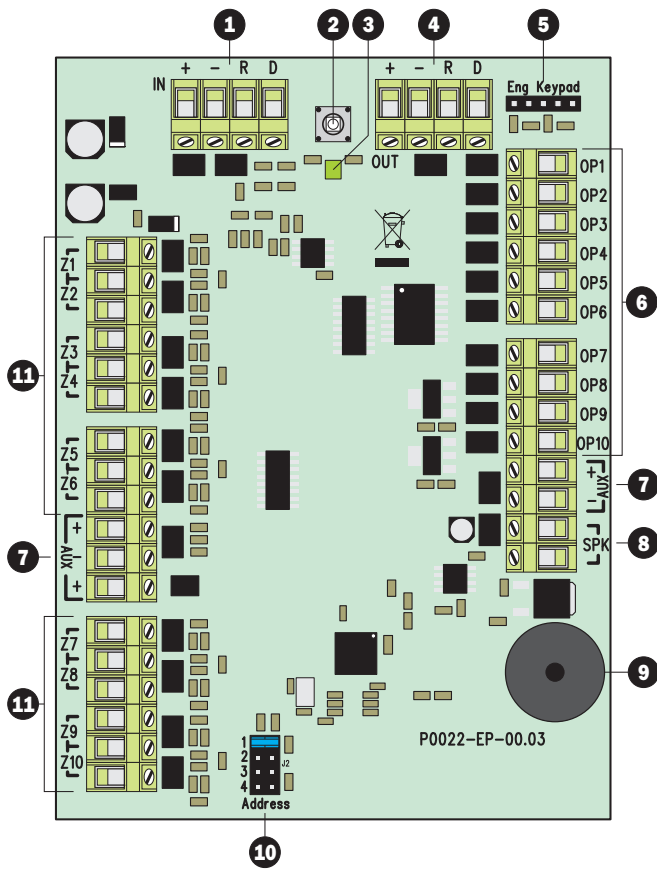 1 2 3 4 5
+ - R D
+ - R D
IN
OUT
Eng Keypad
OP1
OP2
OP3
OP4
OP5
OP6
6
OP7
OP8
OP9
OP10
+ - AUX
7
SPK
8
9
Z1
Z2
Z3
Z4
11
Z5
Z6
+ - + AUX
7
Z7
Z8
11
Z9
Z10
P0022-EP-00.03
1
2
3
4
J2
Address
10